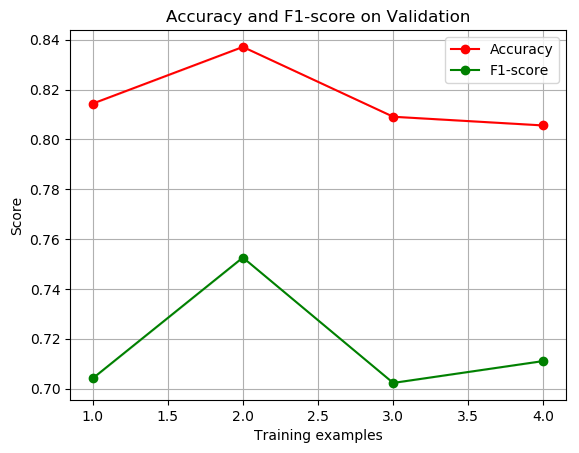 Accuracy and F1-score on Validation
Accuracy
F1-score
Score
0.84
0.82
0.80
0.78
0.76
0.74
0.72
0.70
1.0 1.5 2.0 2.5 3.0 3.5 4.0
Training examples